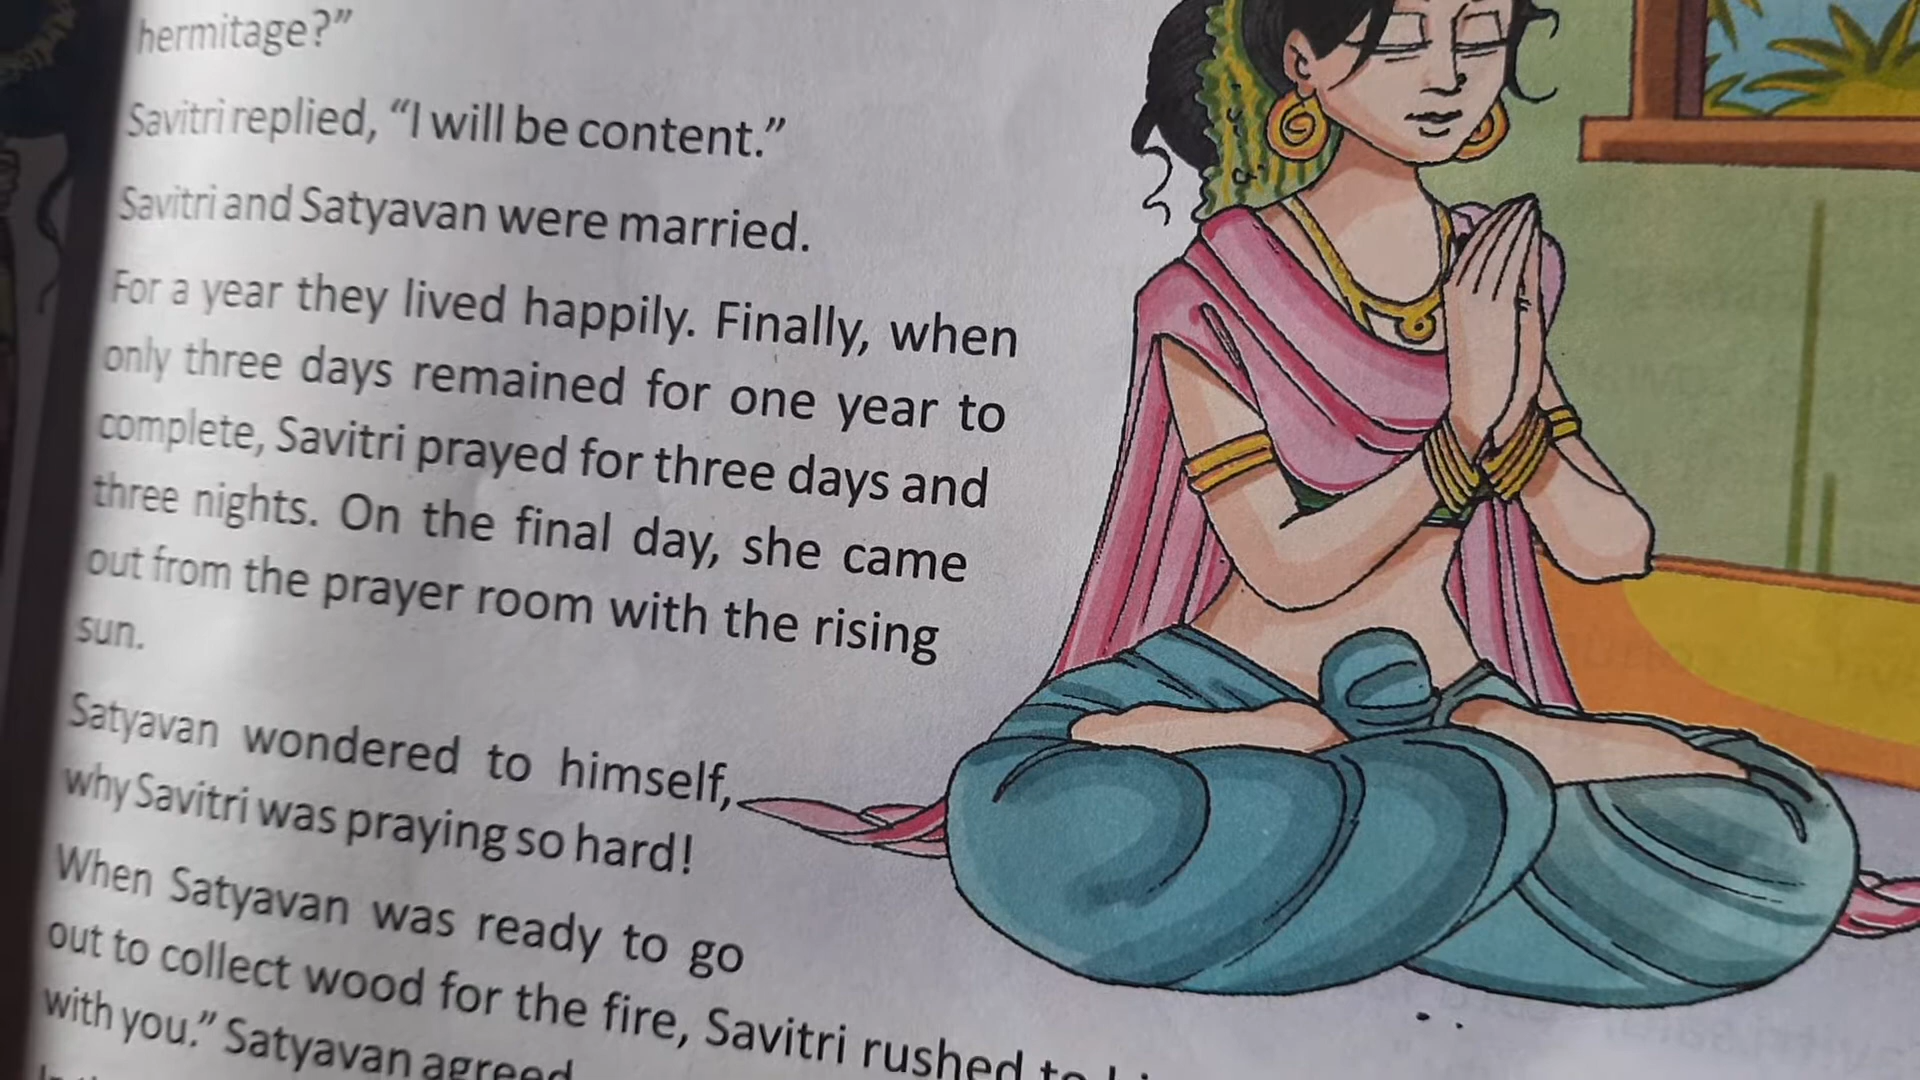 hermitage?”
Savitri replied, “I will be content.”
Savitri and Satyavan were married.
For a year they lived happily. Finally, when
only three days remained for one year to
complete, Savitri prayed for three days and
three nights. On the final day, she came
out from the prayer room with the rising
sun.
Satyavan wondered to himself,
why Savitri was praying so hard!
When Satyavan was ready to go
out to collect wood for the fire, Savitri rushed to
with you.” Satyavan agreed